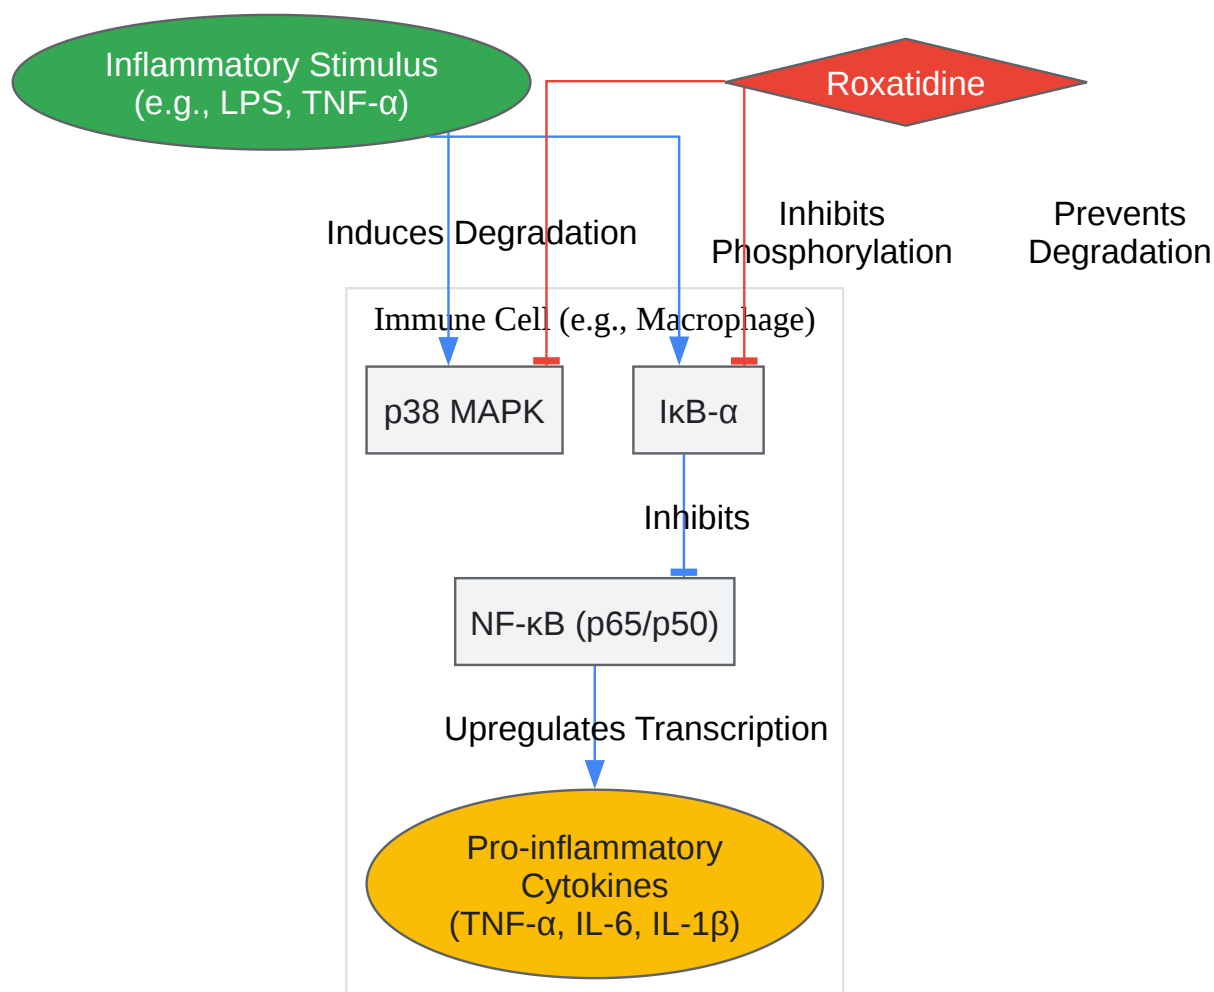 Inflammatory Stimulus
(e.g., LPS, TNF-α)
Roxatidine
Induces Degradation
Inhibits
Phosphorylation
Prevents
Degradation
Immune Cell (e.g., Macrophage)
p38 MAPK
IκB-α
Inhibits
NF-κB (p65/p50)
Upregulates Transcription
Pro-inflammatory
Cytokines
(TNF-α, IL-6, IL-1β)